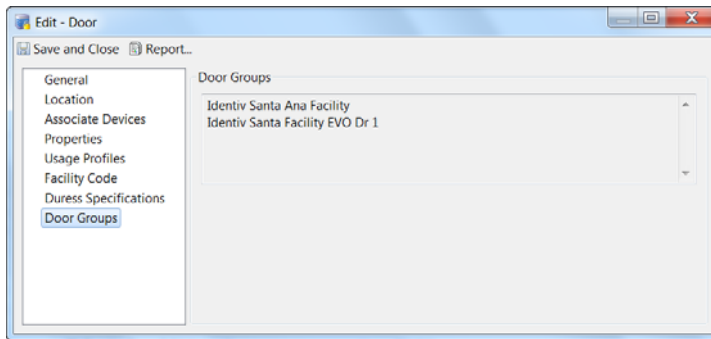 Edit - Door
Save and Close Report...
General
Location
Associate Devices
Properties
Usage Profiles
Facility Code
Duress Specifications
Door Groups
Door Groups
Identiv Santa Ana Facility
Identiv Santa Facility EVO Dr 1